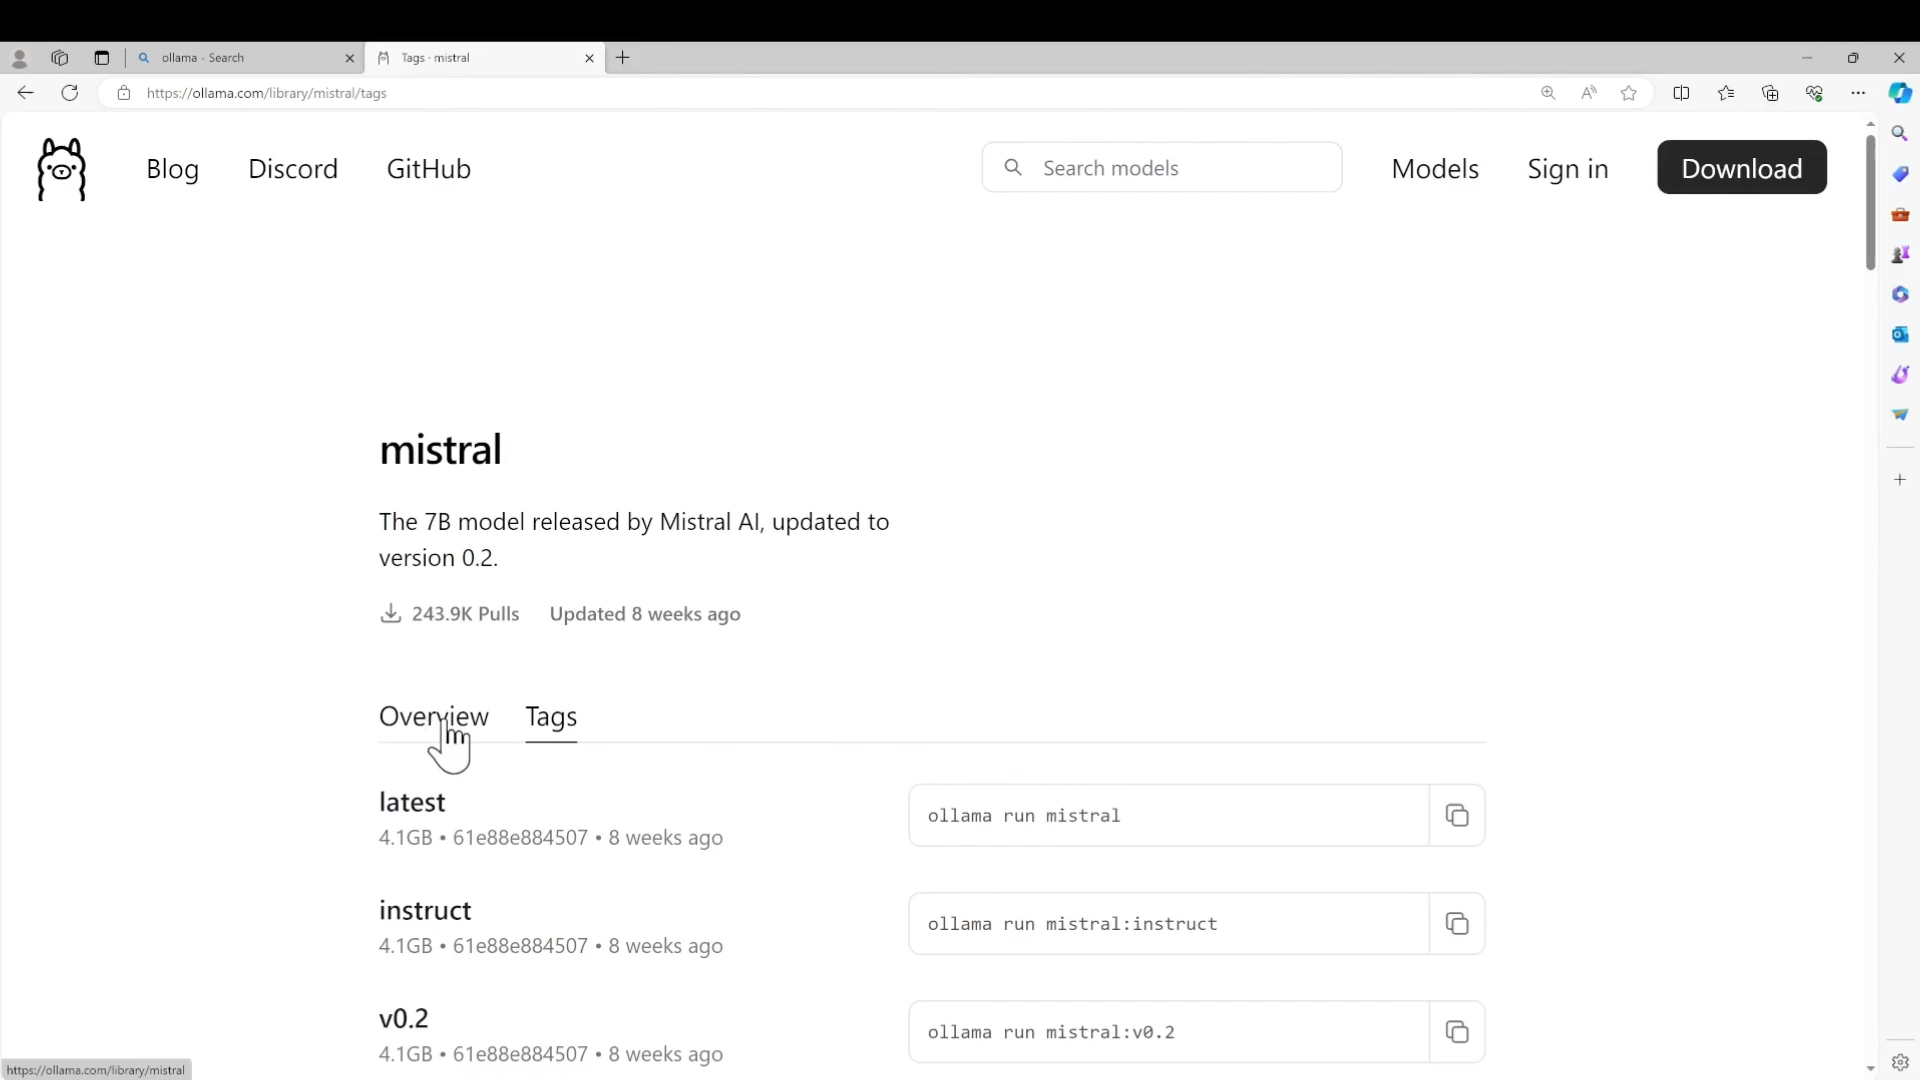 ollama - Search
Tags · mistral
https://ollama.com/library/mistral/tags
Blog
Discord
GitHub
Search models
Models
Sign in
Download
mistral
The 7B model released by Mistral AI, updated to
version 0.2.
243.9K Pulls
Updated 8 weeks ago
Overview
Tags
latest
4.1GB • 61e88e884507 • 8 weeks ago
ollama run mistral
instruct
4.1GB • 61e88e884507 • 8 weeks ago
ollama run mistral:instruct
v0.2
4.1GB • 61e88e884507 • 8 weeks ago
ollama run mistral:v0.2
https://ollama.com/library/mistral